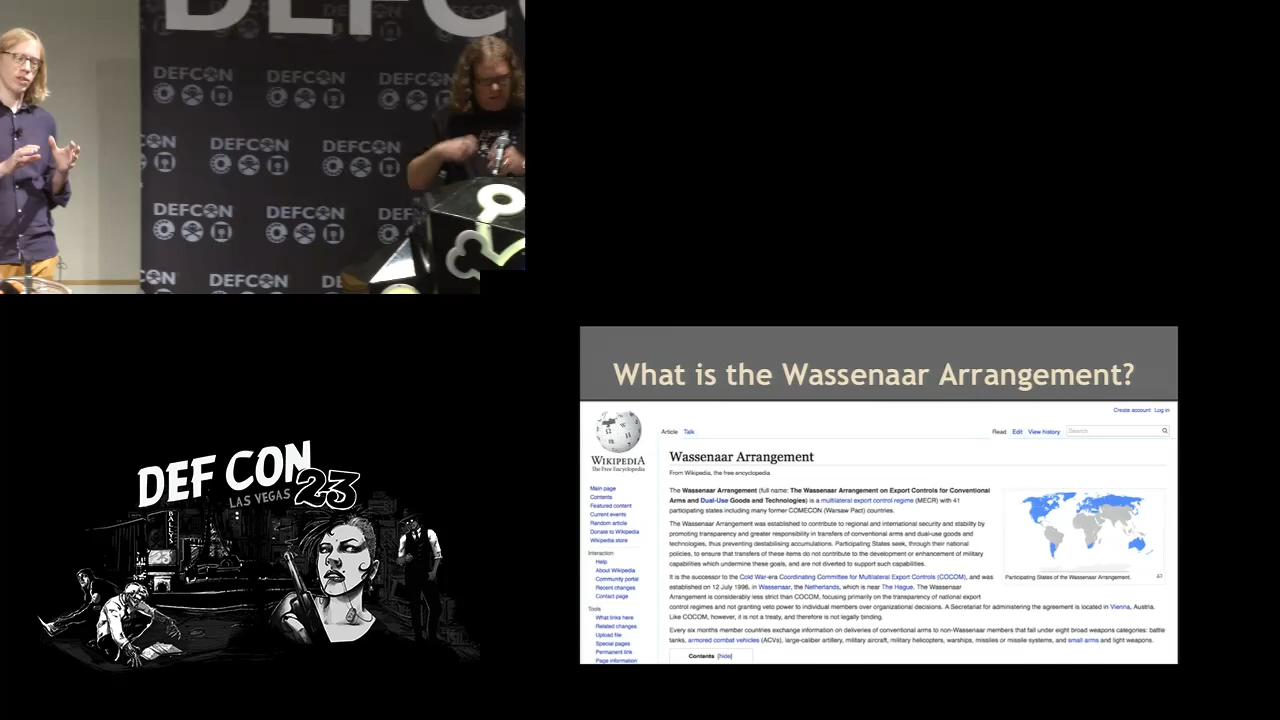 DEFCON
DEFCON DEFCON DEFCON
DEFCON DEFCON
DEFCON DEFCON
DEFCON
DEF CON 23
LAS VEGAS
What is the Wassenaar Arrangement?
Create account Log in
Article Talk
Read Edit View history Search
WIKIPEDIA
The Free Encyclopedia
Main page
Contents
Featured content
Current events
Random article
Donate to Wikipedia
Wikipedia store
Interaction
Help
About Wikipedia
Community portal
Recent changes
Contact page
Tools
What links here
Related changes
Upload file
Special pages
Permanent link
Page information
Wassenaar Arrangement
From Wikipedia, the free encyclopedia
The Wassenaar Arrangement (full name: The Wassenaar Arrangement on Export Controls for Conventional
Arms and Dual-Use Goods and Technologies) is a multilateral export control regime (MECR) with 41
participating states including many former COMECON (Warsaw Pact) countries.
The Wassenaar Arrangement was established to contribute to regional and international security and stability by
promoting transparency and greater responsibility in transfers of conventional arms and dual-use goods and
technologies, thus preventing destabilising accumulations. Participating States seek, through their national
policies, to ensure that transfers of these items do not contribute to the development or enhancement of military
capabilities which undermine these goals, and are not diverted to support such capabilities.
It is the successor to the Cold War-era Coordinating Committee for Multilateral Export Controls (COCOM), and was
established on 12 July 1996, in Wassenaar, the Netherlands, which is near The Hague. The Wassenaar
Arrangement is considerably less strict than COCOM, focusing primarily on the transparency of national export
control regimes and not granting veto power to individual members over organizational decisions. A Secretariat for administering the agreement is located in Vienna, Austria.
Like COCOM, however, it is not a treaty, and therefore is not legally binding.
Every six months member countries exchange information on deliveries of conventional arms to non-Wassenaar members that fall under eight broad weapons categories: battle
tanks, armored combat vehicles (ACVs), large-caliber artillery, military aircraft, military helicopters, warships, missiles or missile systems, and small arms and light weapons.
Participating States of the Wassenaar Arrangement.
Contents [hide]